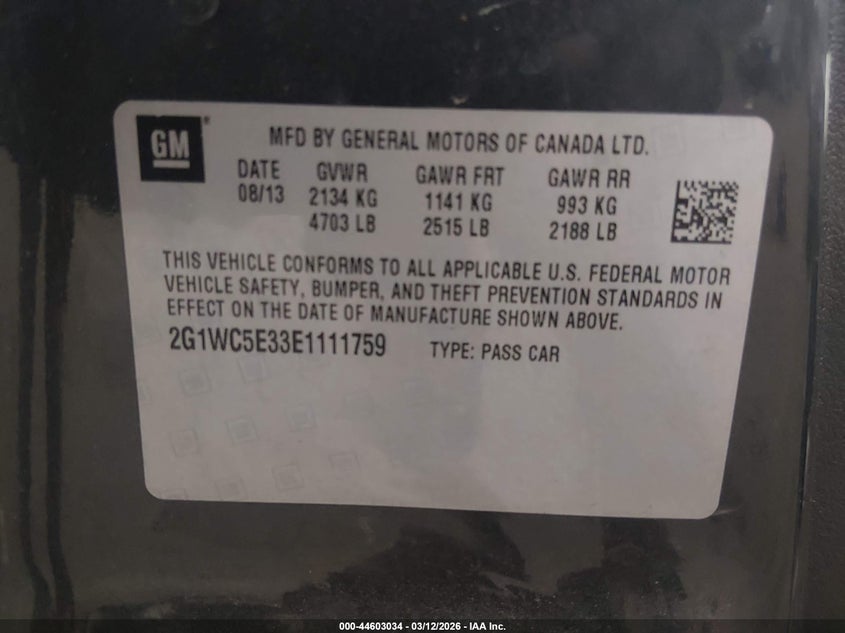 GM®
MFD BY GENERAL MOTORS OF CANADA LTD.
DATE GVWR GAWR FRT GAWR RR
08/13 2134 KG 1141 KG 993 KG
4703 LB 2515 LB 2188 LB
THIS VEHICLE CONFORMS TO ALL APPLICABLE U.S. FEDERAL MOTOR
VEHICLE SAFETY, BUMPER, AND THEFT PREVENTION STANDARDS IN
EFFECT ON THE DATE OF MANUFACTURE SHOWN ABOVE.
2G1WC5E33E1111759 TYPE: PASS CAR
000-44603034 - 03/12/2026 - IAA Inc.